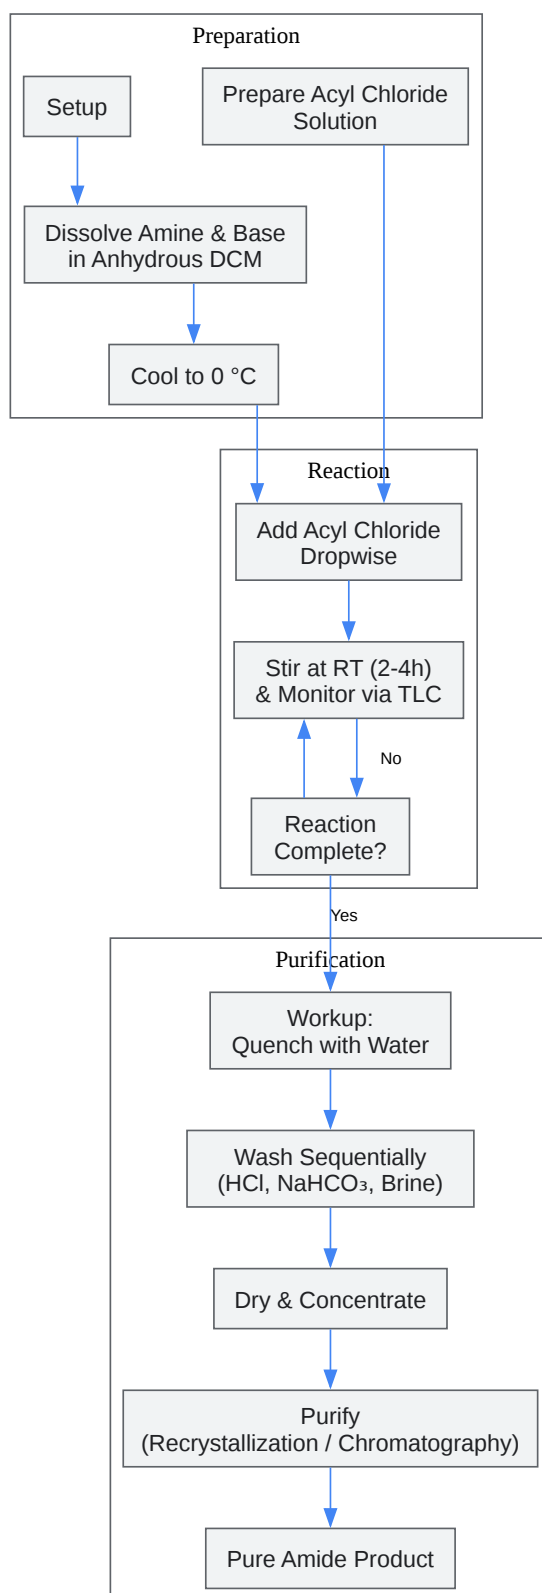 Preparation
Setup
Prepare Acyl Chloride
Solution
Dissolve Amine & Base
in Anhydrous DCM
Cool to 0 °C
Reaction
Add Acyl Chloride
Dropwise
Stir at RT (2-4h)
& Monitor via TLC
No
Reaction
Complete?
Yes
Purification
Workup:
Quench with Water
Wash Sequentially
(HCl, NaHCO₃, Brine)
Dry & Concentrate
Purify
(Recrystallization / Chromatography)
Pure Amide Product